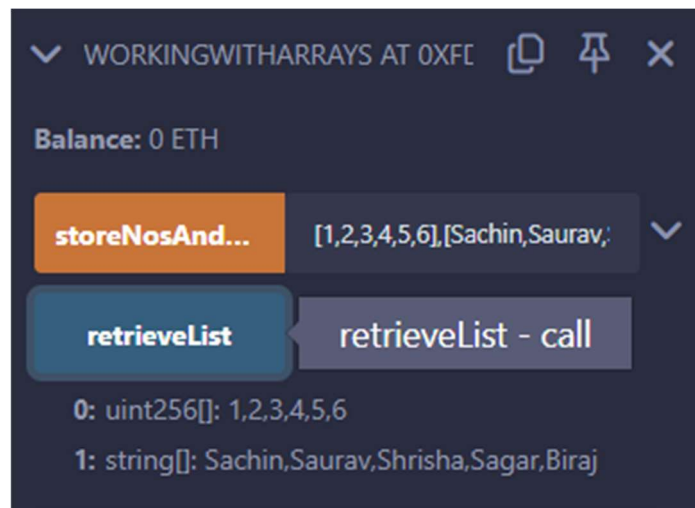 WORKINGWITHARRAYS AT 0XFD
Balance: 0 ETH
storeNosAnd... [1,2,3,4,5,6],[Sachin,Saurav,
retrieveList retrieveList - call
0: uint256[]: 1,2,3,4,5,6
1: string[]: Sachin,Saurav,Shrisha,Sagar,Biraj